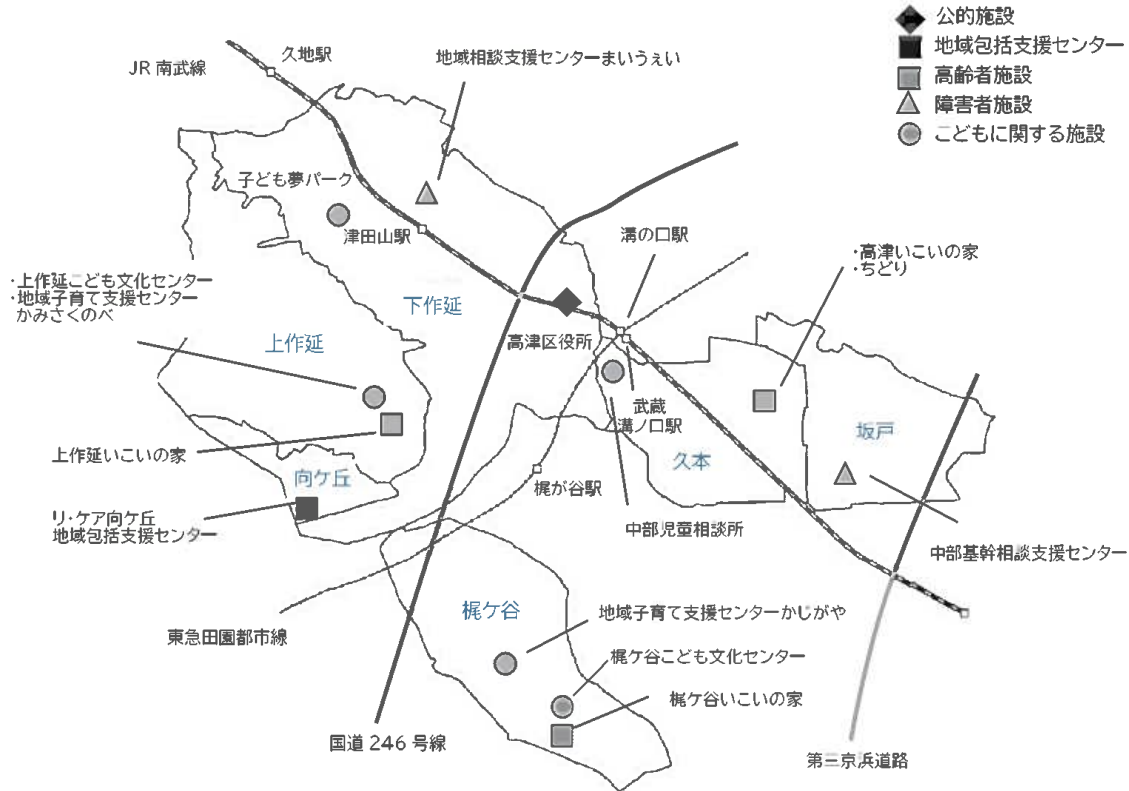 公的施設
地域包括支援センター
高齢者施設
障害者施設
こどもに関する施設
久地駅
JR 南武線
地域相談支援センターまいうぇい
子ども夢パーク
津田山駅
溝の口駅
・高津いこいの家
・ちどり
・上作延こども文化センター
・地域子育て支援センター
かみさくのべ
下作延
上作延
高津区役所
武蔵
溝ノ口駅
坂戸
久本
上作延いこいの家
向ケ丘
梶が谷駅
リ・ケア向ケ丘
地域包括支援センター
中部児童相談所
中部基幹相談支援センター
梶ケ谷
地域子育て支援センターかじがや
東急田園都市線
梶ケ谷こども文化センター
梶ケ谷いこいの家
国道 246 号線
第三京浜道路